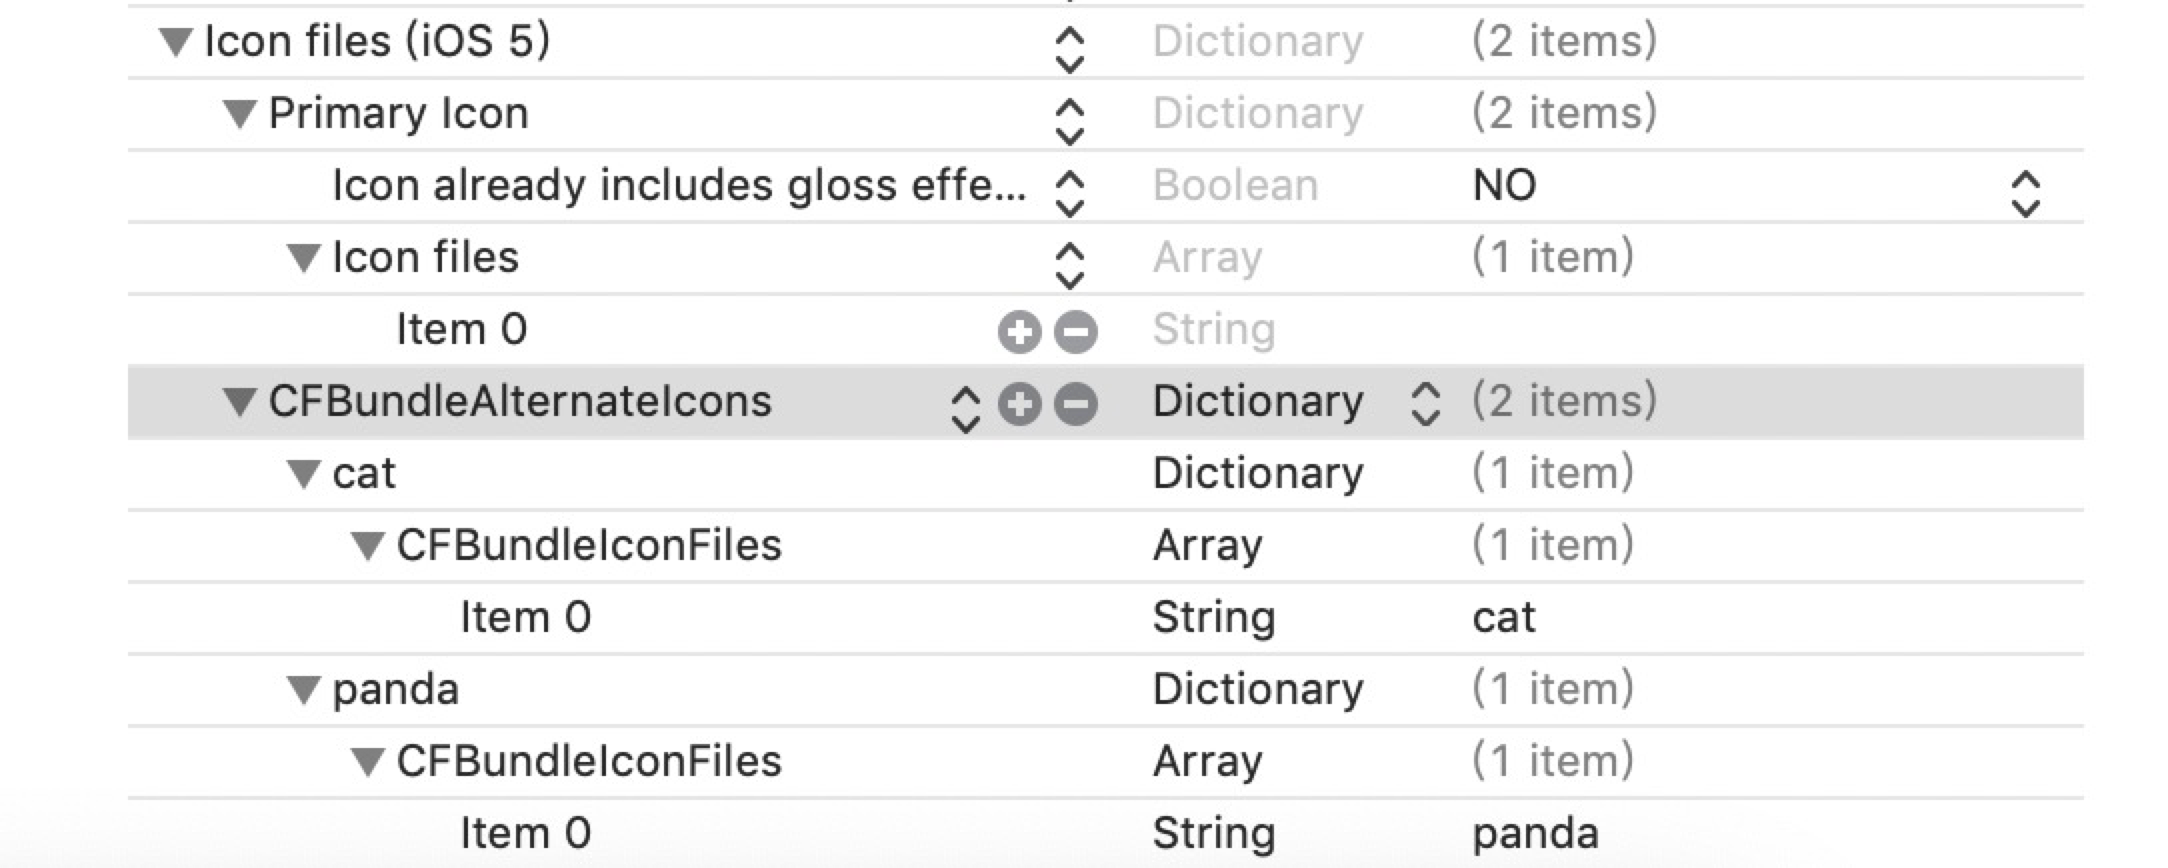 Icon files (iOS 5) Dictionary (2 items)
Primary Icon Dictionary (2 items)
Icon already includes gloss effe... Boolean NO
Icon files Array (1 item)
Item 0 String
CFBundleAlternateIcons Dictionary (2 items)
cat Dictionary (1 item)
CFBundleIconFiles Array (1 item)
Item 0 String cat
panda Dictionary (1 item)
CFBundleIconFiles Array (1 item)
Item 0 String panda